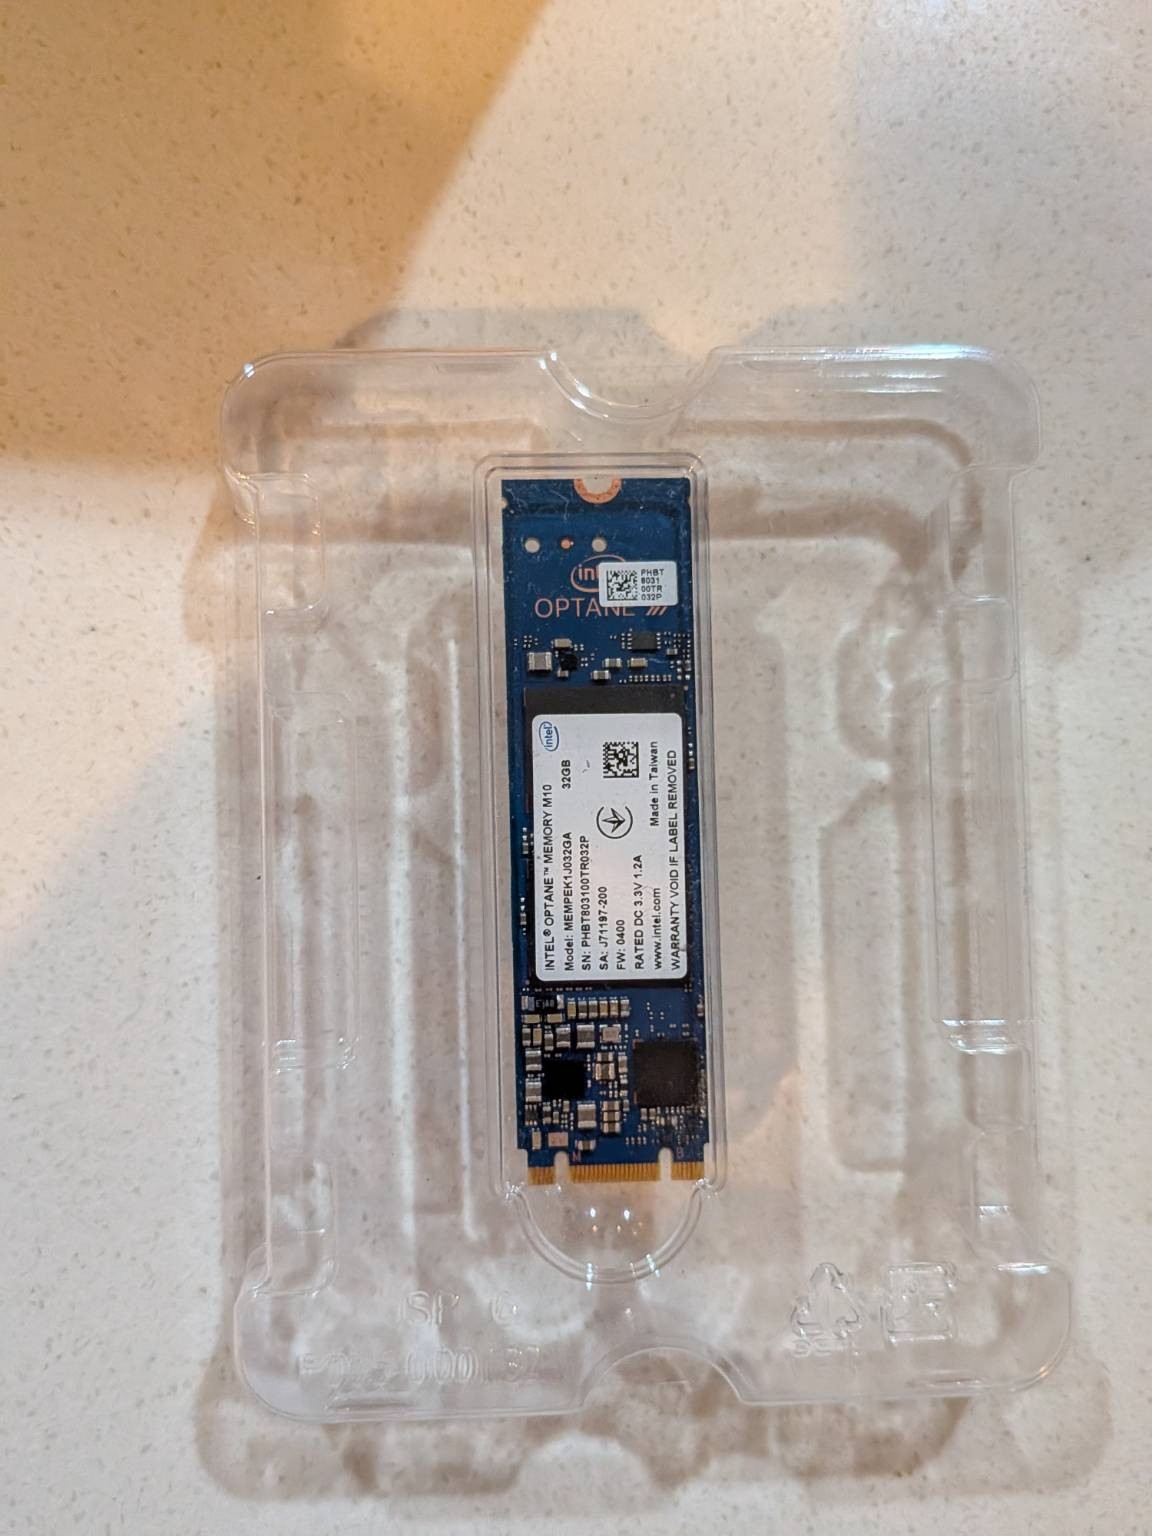 intel
PHBT
8031
00TR
032P
OPTANE
intel
INTEL® OPTANE™ MEMORY M10
32GB
Model: MEMPEK1J032GA
SN: PHBT803100TR032P
SA: J71197-200
FW: 0400
RATED DC 3.3V 1.2A
www.intel.com
Made in Taiwan
WARRANTY VOID IF LABEL REMOVED
M
B